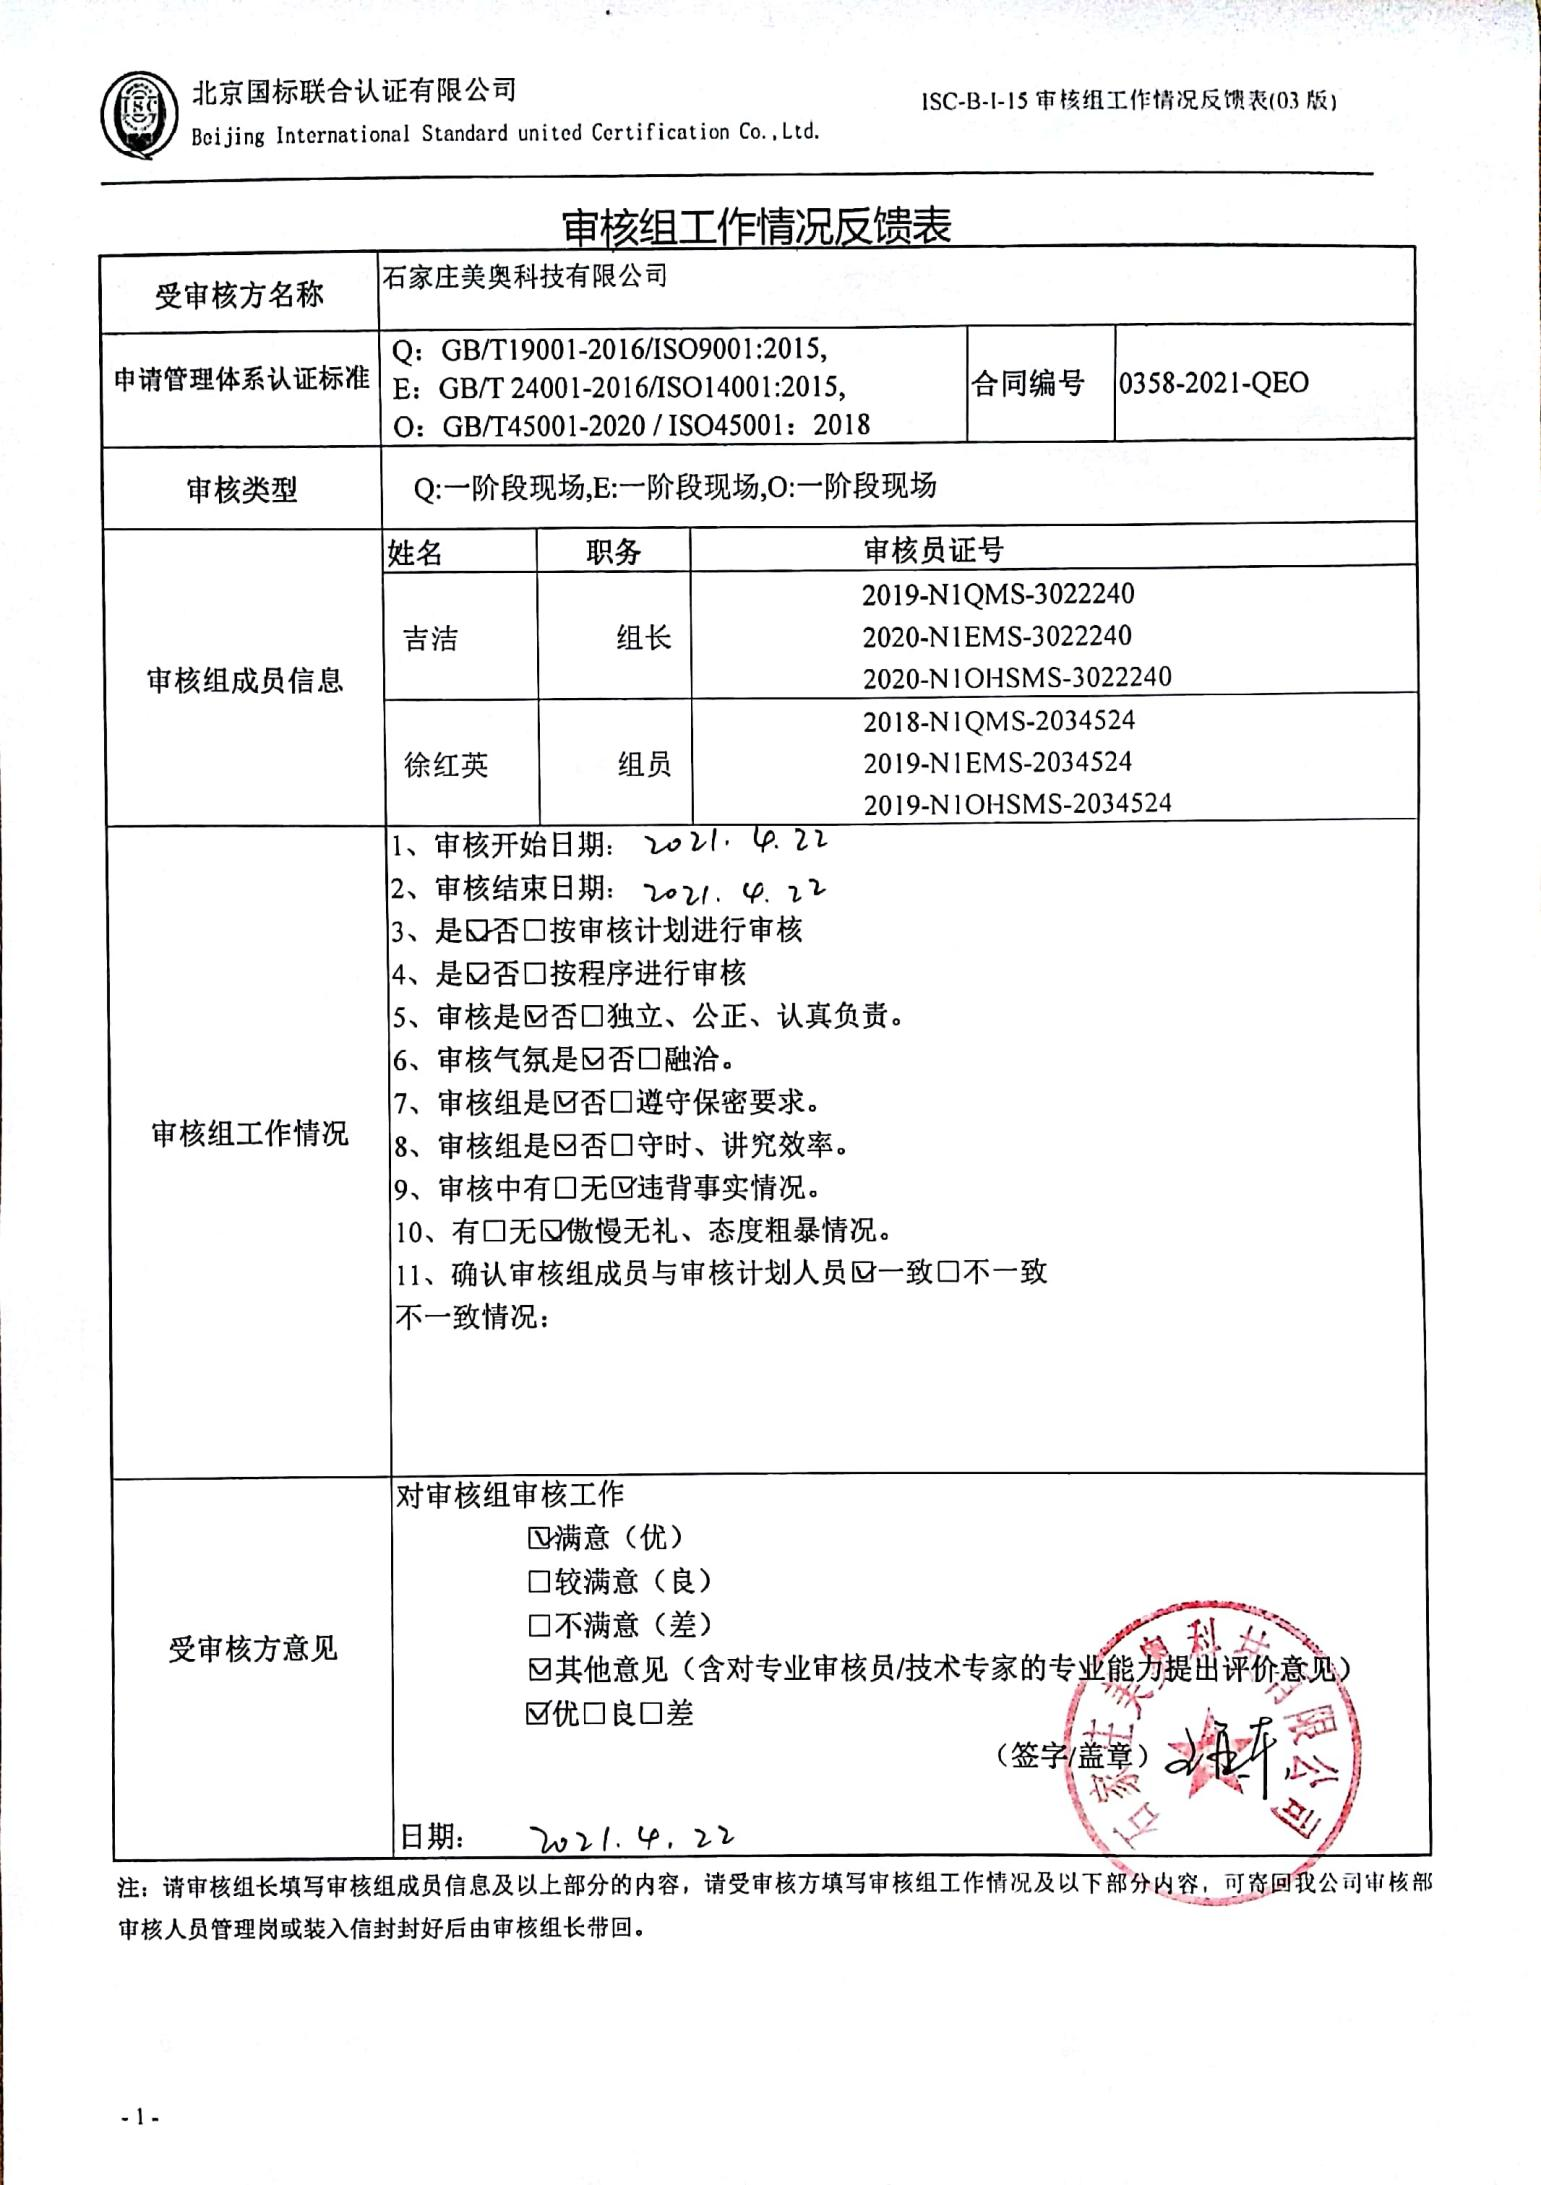 北京国标联合认证有限公司
Beijing International Standard united Certification Co.,Ltd.
ISC-B-I-15 审核组工作情况反馈表(03 版)
审核组工作情况反馈表
受审核方名称 石家庄美奥科技有限公司
申请管理体系认证标准
Q：GB/T19001-2016/ISO9001:2015,
E：GB/T 24001-2016/ISO14001:2015,
O：GB/T45001-2020 / ISO45001：2018
合同编号 0358-2021-QEO
审核类型 Q:一阶段现场,E:一阶段现场,O:一阶段现场
审核组成员信息
姓名 职务 审核员证号
吉洁 组长
2019-N1QMS-3022240
2020-N1EMS-3022240
2020-N1OHSMS-3022240
徐红英 组员
2018-N1QMS-2034524
2019-N1EMS-2034524
2019-N1OHSMS-2034524
审核组工作情况
1、审核开始日期： 2021. 4. 22
2、审核结束日期： 2021. 4. 22
3、是☑否□按审核计划进行审核
4、是☑否□按程序进行审核
5、审核是☑否□独立、公正、认真负责。
6、审核气氛是☑否□融洽。
7、审核组是☑否□遵守保密要求。
8、审核组是☑否□守时、讲究效率。
9、审核中有□无☑违背事实情况。
10、有□无☑傲慢无礼、态度粗暴情况。
11、确认审核组成员与审核计划人员☑一致□不一致
不一致情况：
受审核方意见
对审核组审核工作
☑满意（优）
□较满意（良）
□不满意（差）
☑其他意见（含对专业审核员/技术专家的专业能力提出评价意见）
☑优□良□差
（签字/盖章）
石家庄美奥科技有限公司
日期： 2021. 4. 22
注：请审核组长填写审核组成员信息及以上部分的内容，请受审核方填写审核组工作情况及以下部分内容，可寄回我公司审核部
审核人员管理岗或装入信封封好后由审核组长带回。
- 1 -